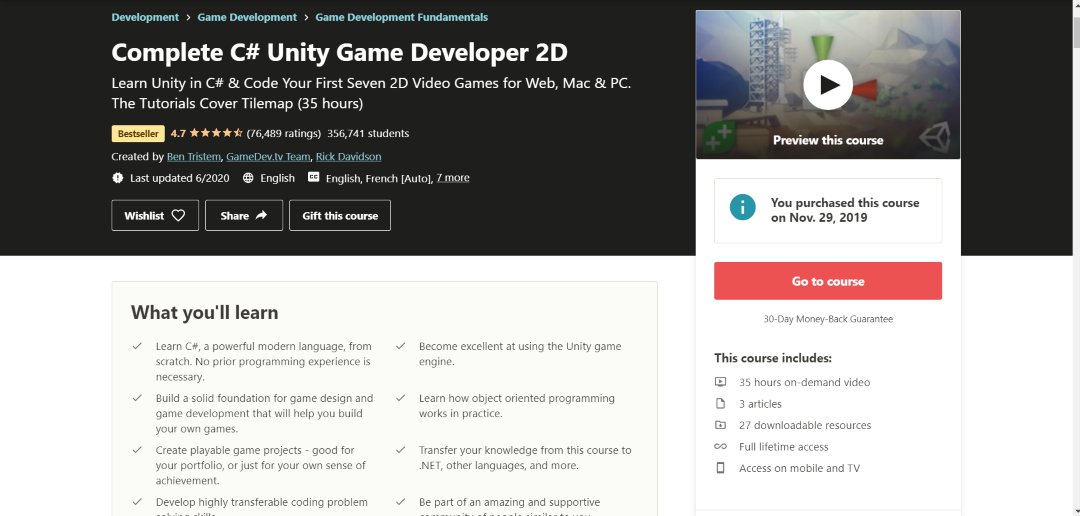 Development > Game Development > Game Development Fundamentals
Complete C# Unity Game Developer 2D
Learn Unity in C# & Code Your First Seven 2D Video Games for Web, Mac & PC.
The Tutorials Cover Tilemap (35 hours)
Bestseller 4.7 (76,489 ratings) 356,741 students
Created by Ben Tristem, GameDev.tv Team, Rick Davidson
Last updated 6/2020 English CC English, French [Auto], 7 more
Wishlist Share Gift this course
Preview this course
You purchased this course
on Nov. 29, 2019
Go to course
30-Day Money-Back Guarantee
This course includes:
35 hours on-demand video
3 articles
27 downloadable resources
Full lifetime access
Access on mobile and TV
What you'll learn
Learn C#, a powerful modern language, from
scratch. No prior programming experience is
necessary.
Become excellent at using the Unity game
engine.
Build a solid foundation for game design and
game development that will help you build
your own games.
Learn how object oriented programming
works in practice.
Create playable game projects - good for
your portfolio, or just for your own sense of
achievement.
Transfer your knowledge from this course to
.NET, other languages, and more.
Develop highly transferable coding problem
Be part of an amazing and supportive